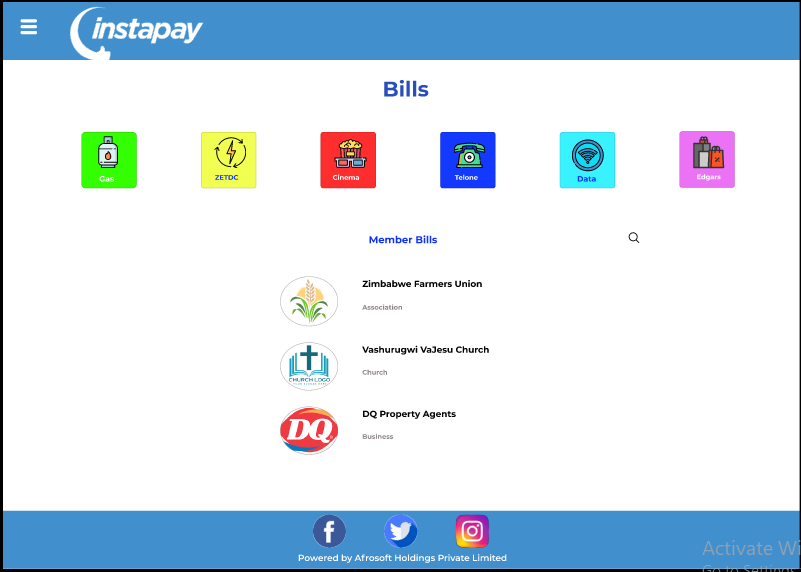 instapay
Bills
Gas
ZETDC
Cinema
Telone
Data
Edgars
Member Bills
Zimbabwe Farmers Union
Association
Vashurugwi VaJesu Church
Church
CHURCH LOGO
DQ Property Agents
Business
DQ
Powered by Afrosoft Holdings Private Limited
Activate Wi
Go to Settings